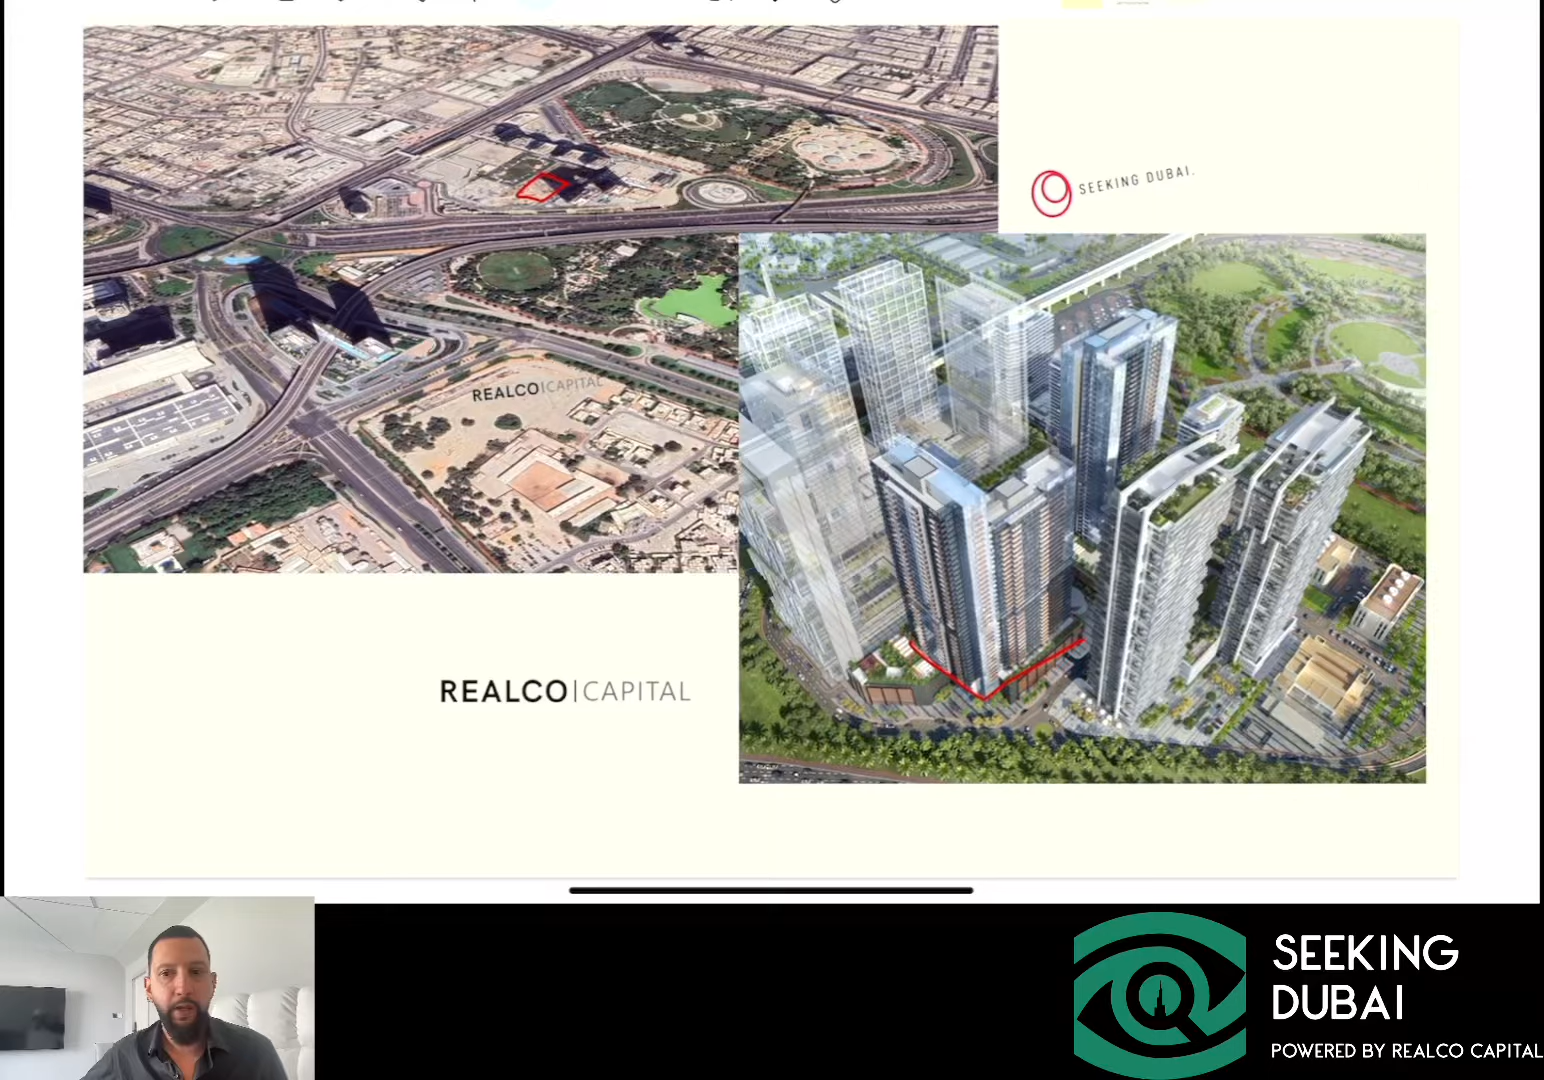 SEEKING DUBAI.
REALCO|CAPITAL
REALCO|CAPITAL
SEEKING
DUBAI
POWERED BY REALCO CAPITAL